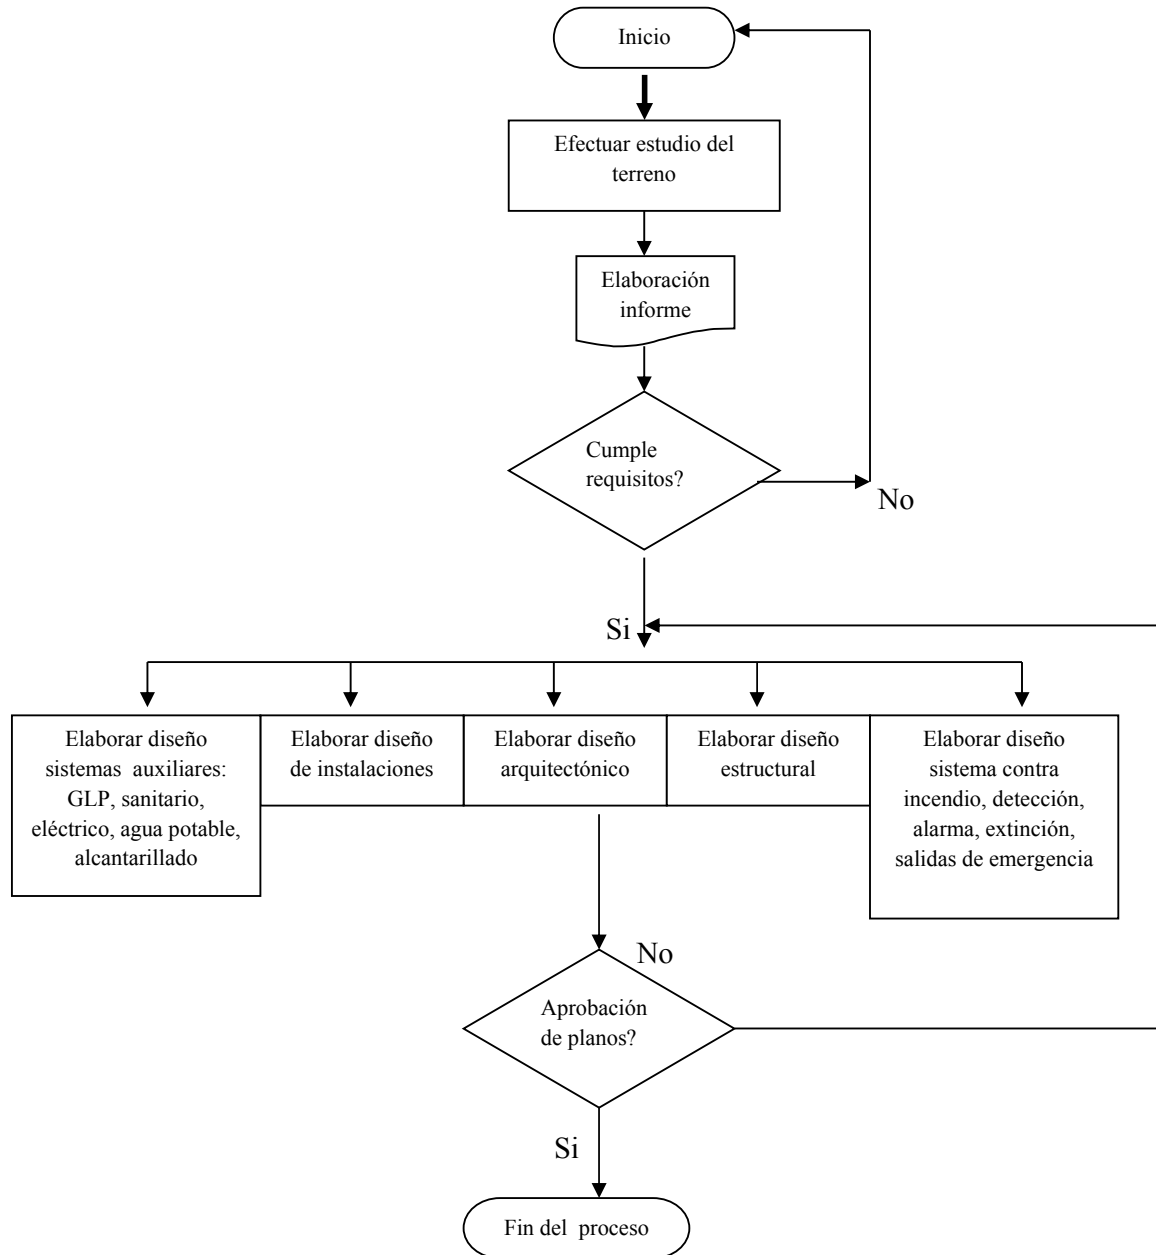 Inicio
Efectuar estudio del
terreno
Elaboración
informe
Cumple
requisitos?
No
Si
Elaborar diseño
sistemas auxiliares:
GLP, sanitario,
eléctrico, agua potable,
alcantarillado
Elaborar diseño
de instalaciones
Elaborar diseño
arquitectónico
Elaborar diseño
estructural
Elaborar diseño
sistema contra
incendio, detección,
alarma, extinción,
salidas de emergencia
No
Aprobación
de planos?
Si
Fin del proceso